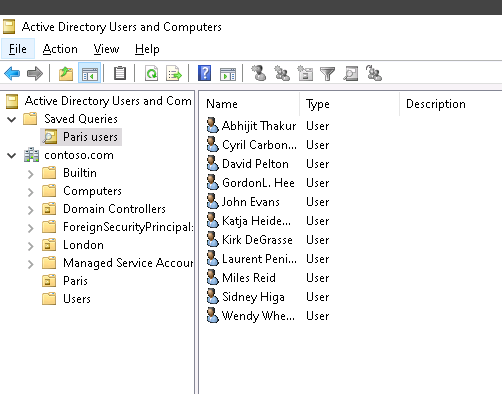 Active Directory Users and Computers
File Action View Help
Active Directory Users and Com
Saved Queries
Paris users
contoso.com
Builtin
Computers
Domain Controllers
ForeignSecurityPrincipal:
London
Managed Service Accour
Paris
Users
Name Type Description
Abhijit Thakur User
Cyril Carbon... User
David Pelton User
GordonL. Hee User
John Evans User
Katja Heide... User
Kirk DeGrasse User
Laurent Peni... User
Miles Reid User
Sidney Higa User
Wendy Whe... User